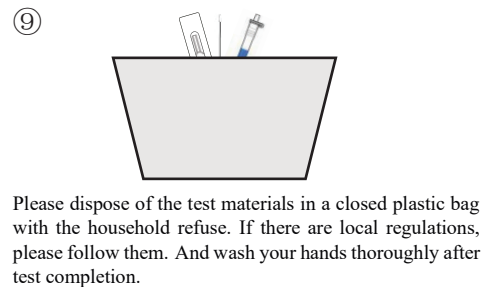 ⑨
Please dispose of the test materials in a closed plastic bag
with the household refuse. If there are local regulations,
please follow them. And wash your hands thoroughly after
test completion.